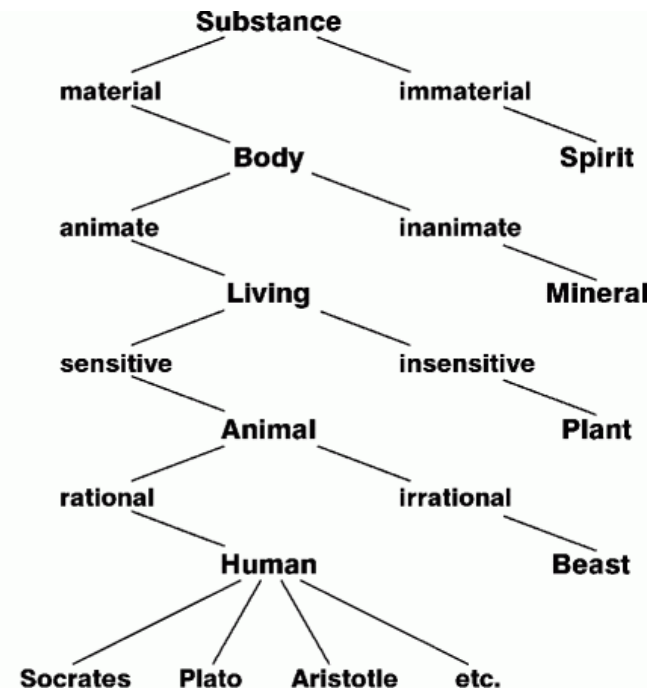 Substance
material immaterial
Body Spirit
animate inanimate
Living Mineral
sensitive insensitive
Animal Plant
rational irrational
Human Beast
Socrates Plato Aristotle etc.